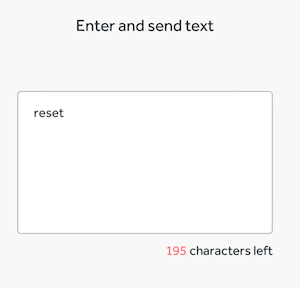 Enter and send text
reset
195 characters left